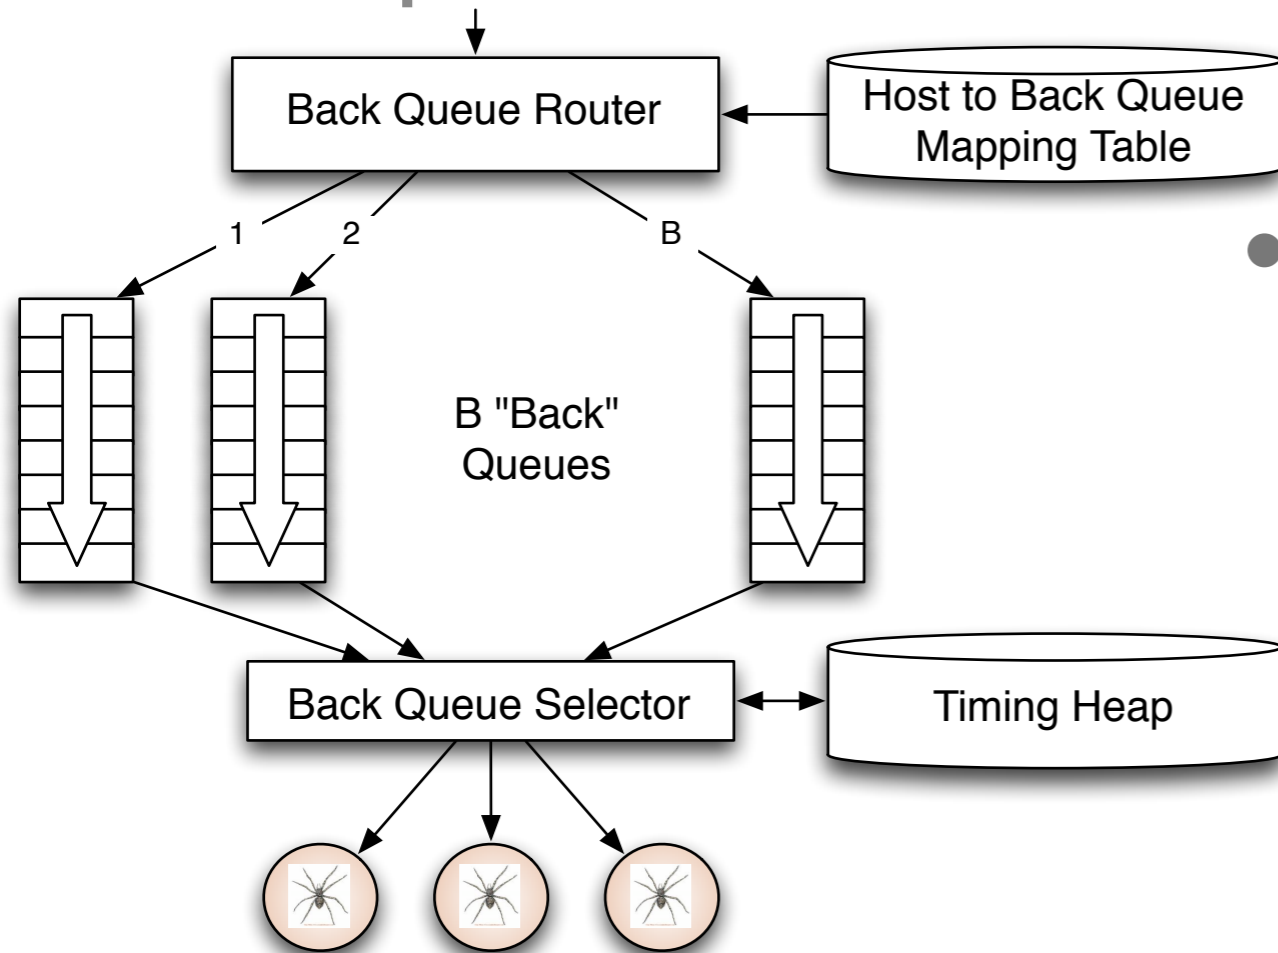 Back Queue Router
Host to Back Queue
Mapping Table
1
2
B
B "Back"
Queues
Back Queue Selector
Timing Heap